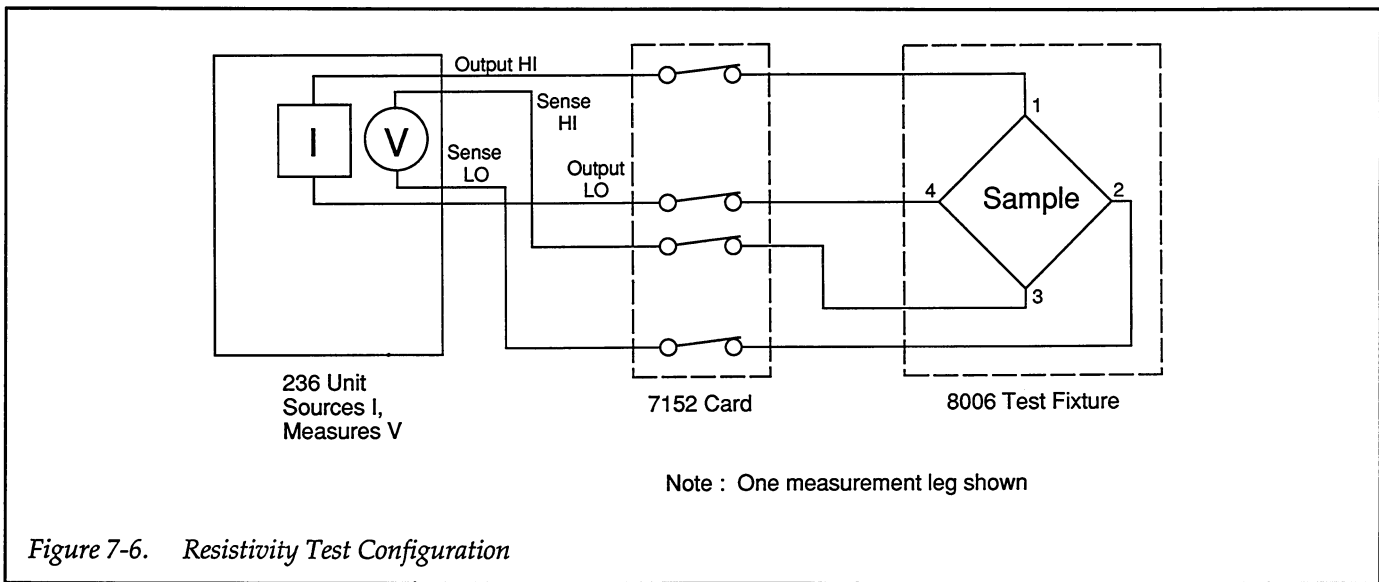 Output HI
Sense
HI
I
V
Sense
LO
Output
LO
1
4
Sample
2
3
236 Unit
Sources I,
Measures V
7152 Card
8006 Test Fixture
Note : One measurement leg shown
Figure 7-6. Resistivity Test Configuration